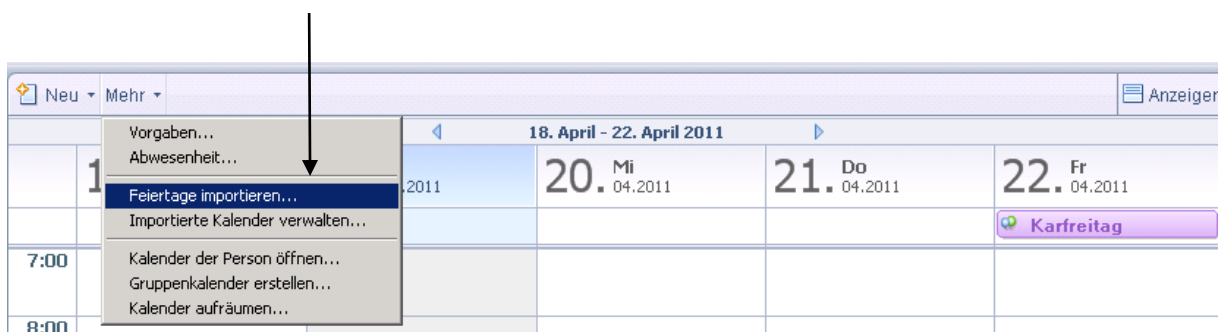 Neu Mehr Anzeigen
Vorgaben...
Abwesenheit...
Feiertage importieren...
Importierte Kalender verwalten...
Kalender der Person öffnen...
Gruppenkalender erstellen...
Kalender aufräumen...
18. April - 22. April 2011
.2011
20. Mi 04.2011
21. Do 04.2011
22. Fr 04.2011
Karfreitag
7:00
8:00